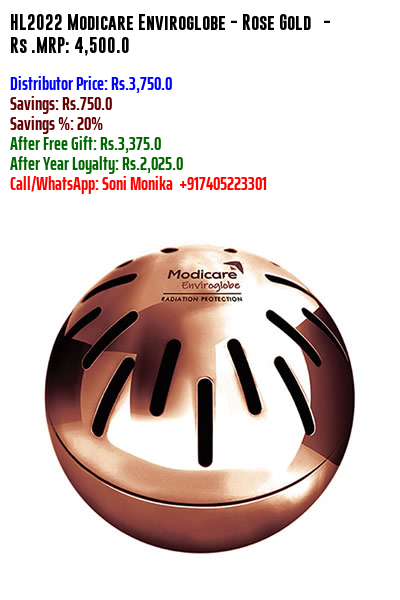 HL2022 Modicare Enviroglobe - Rose Gold -
Rs .MRP: 4,500.0
Distributor Price: Rs.3,750.0
Savings: Rs.750.0
Savings %: 20%
After Free Gift: Rs.3,375.0
After Year Loyalty: Rs.2,025.0
Call/WhatsApp: Soni Monika +917405223301
Modicare
Enviroglobe
RADIATION PROTECTION